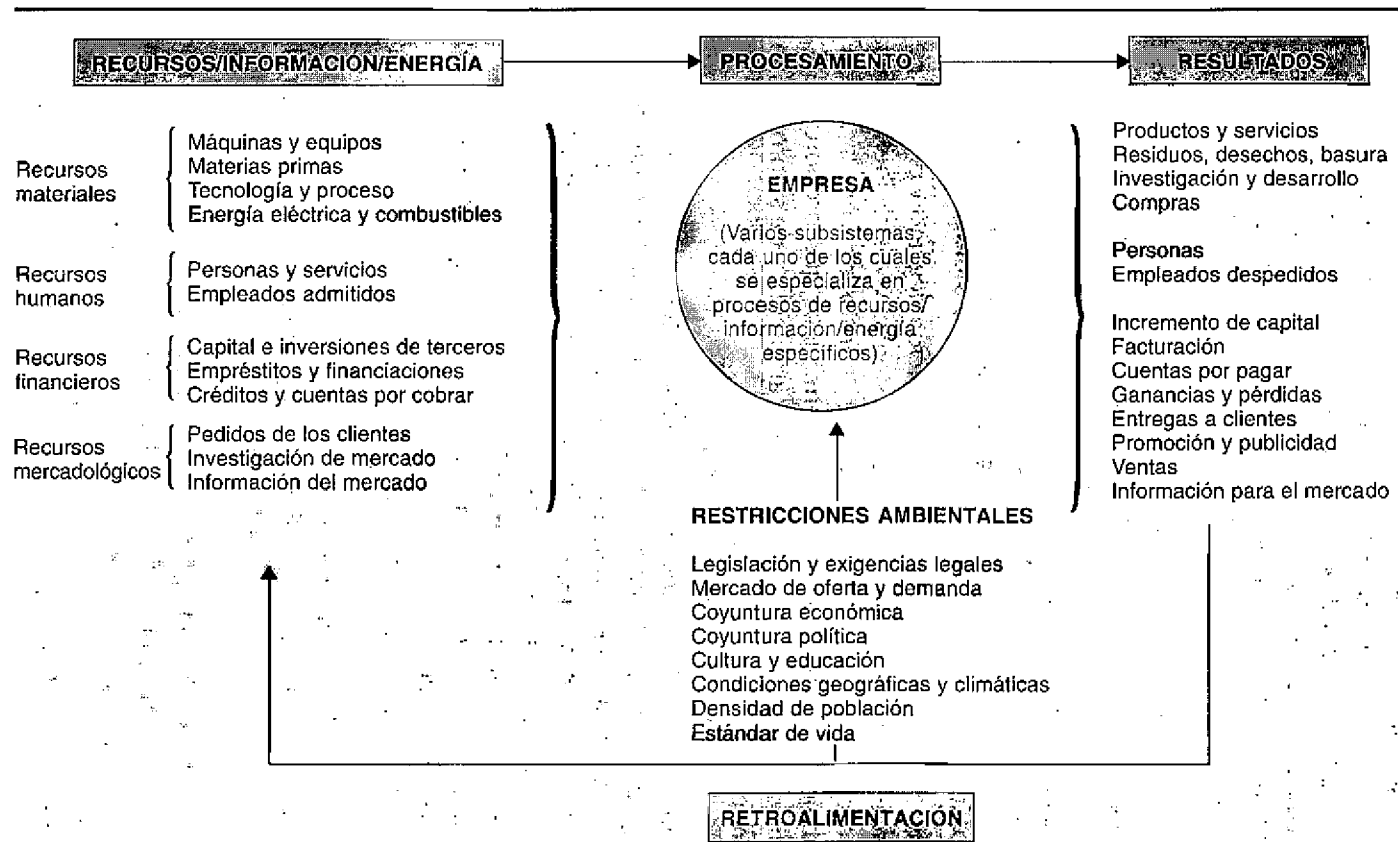 RECURSOS/INFORMACIÓN/ENERGÍA
PROCESAMIENTO
RESULTADOS
Recursos
materiales
Máquinas y equipos
Materias primas
Tecnología y proceso
Energía eléctrica y combustibles
Recursos
humanos
Personas y servicios
Empleados admitidos
Recursos
financieros
Capital e inversiones de terceros
Empréstitos y financiaciones
Créditos y cuentas por cobrar
Recursos
mercadológicos
Pedidos de los clientes
Investigación de mercado
Información del mercado
EMPRESA
(Varios subsistemas,
cada uno de los cuales
se especializa en
procesos de recursos/
información/energía
específicos)
RESTRICCIONES AMBIENTALES
Legislación y exigencias legales
Mercado de oferta y demanda
Coyuntura económica
Coyuntura política
Cultura y educación
Condiciones geográficas y climáticas
Densidad de población
Estándar de vida
Productos y servicios
Residuos, desechos, basura
Investigación y desarrollo
Compras
Personas
Empleados despedidos
Incremento de capital
Facturación
Cuentas por pagar
Ganancias y pérdidas
Entregas a clientes
Promoción y publicidad
Ventas
Información para el mercado
RETROALIMENTACIÓN